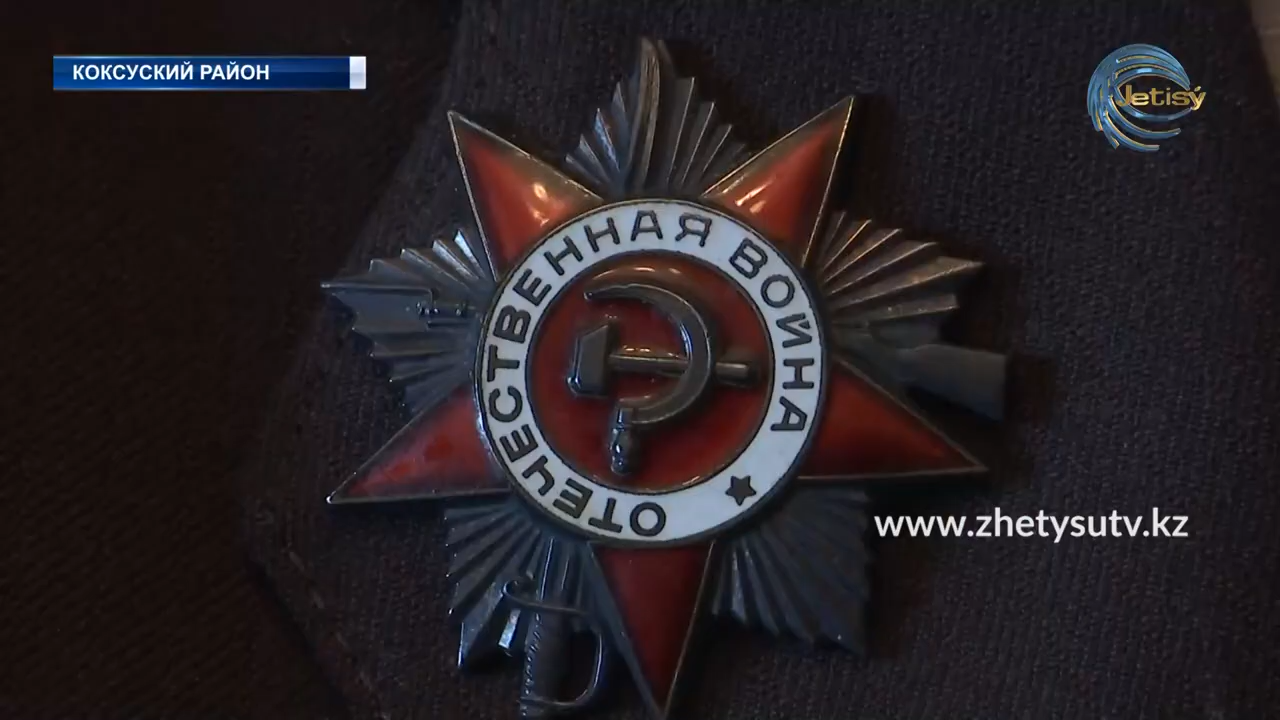 КОКСУСКИЙ РАЙОН
Jetisý
ОТЕЧЕСТВЕННАЯ ВОЙНА
www.zhetysutv.kz